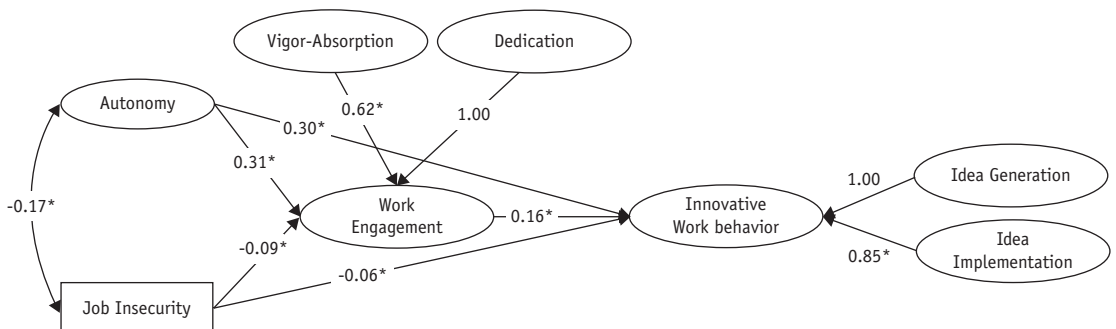 Vigor-Absorption
Dedication
Autonomy
0.62*
1.00
0.30*
0.31*
-0.17*
Work
Engagement
0.16*
Innovative
Work behavior
1.00
Idea Generation
0.85*
Idea
Implementation
-0.09*
-0.06*
Job Insecurity